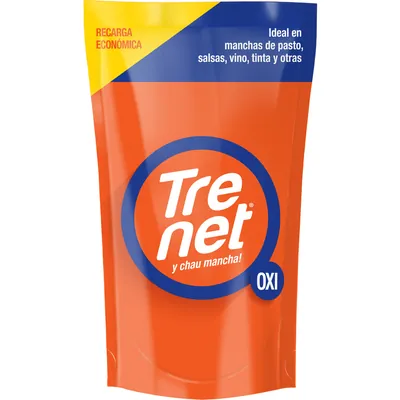 RECARGA
ECONÓMICA
Ideal en
manchas de pasto,
salsas, vino, tinta y otras
Tre
net®
y chau mancha!
OXI